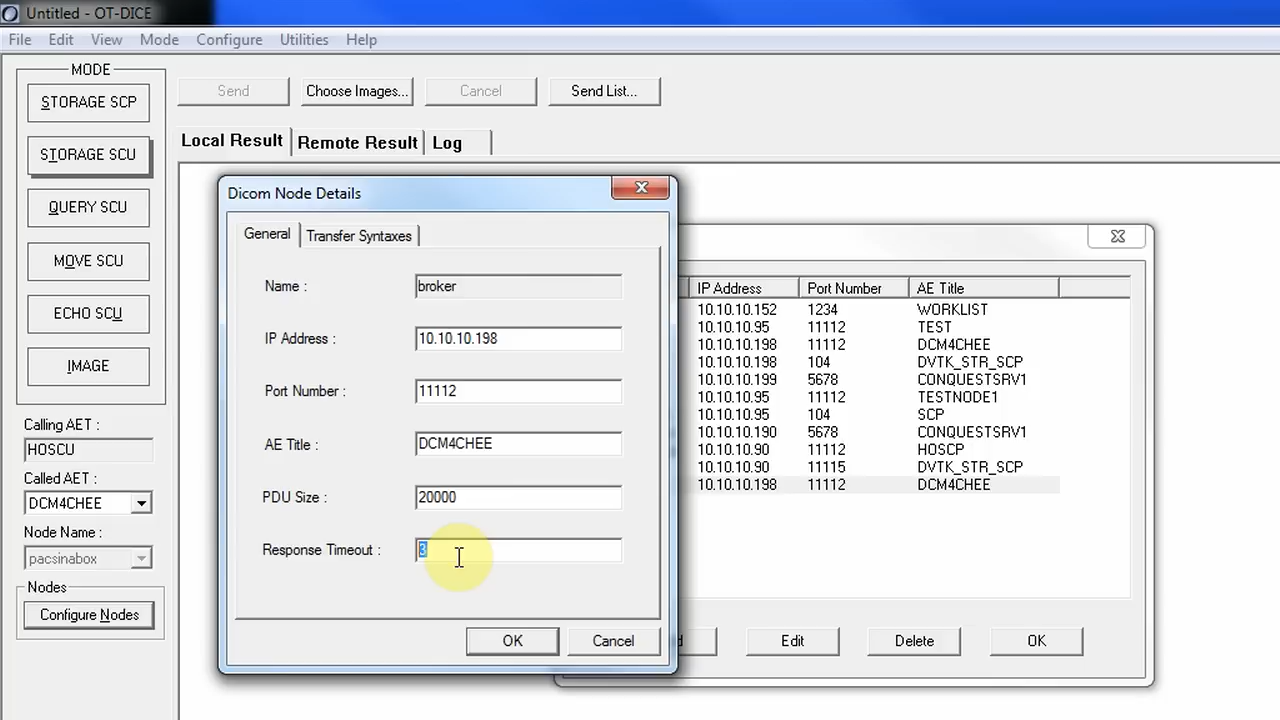 Untitled - OT-DICE
File Edit View Mode Configure Utilities Help
MODE
STORAGE SCP
STORAGE SCU
QUERY SCU
MOVE SCU
ECHO SCU
IMAGE
Calling AET :
HOSCU
Called AET :
DCM4CHEE
Node Name :
pacsinabox
Nodes
Configure Nodes
Send Choose Images... Cancel Send List...
Local Result Remote Result Log
Dicom Node Details
General Transfer Syntaxes
Name : broker
IP Address : 10.10.10.198
Port Number : 11112
AE Title : DCM4CHEE
PDU Size : 20000
Response Timeout : 3
OK Cancel
IP Address Port Number AE Title
10.10.10.152 1234 WORKLIST
10.10.10.95 11112 TEST
10.10.10.198 11112 DCM4CHEE
10.10.10.198 104 DVTK_STR_SCP
10.10.10.199 5678 CONQUESTSRV1
10.10.10.95 11112 TESTNODE1
10.10.10.95 104 SCP
10.10.10.190 5678 CONQUESTSRV1
10.10.10.90 11112 HOSCP
10.10.10.90 11115 DVTK_STR_SCP
10.10.10.198 11112 DCM4CHEE
Edit Delete OK